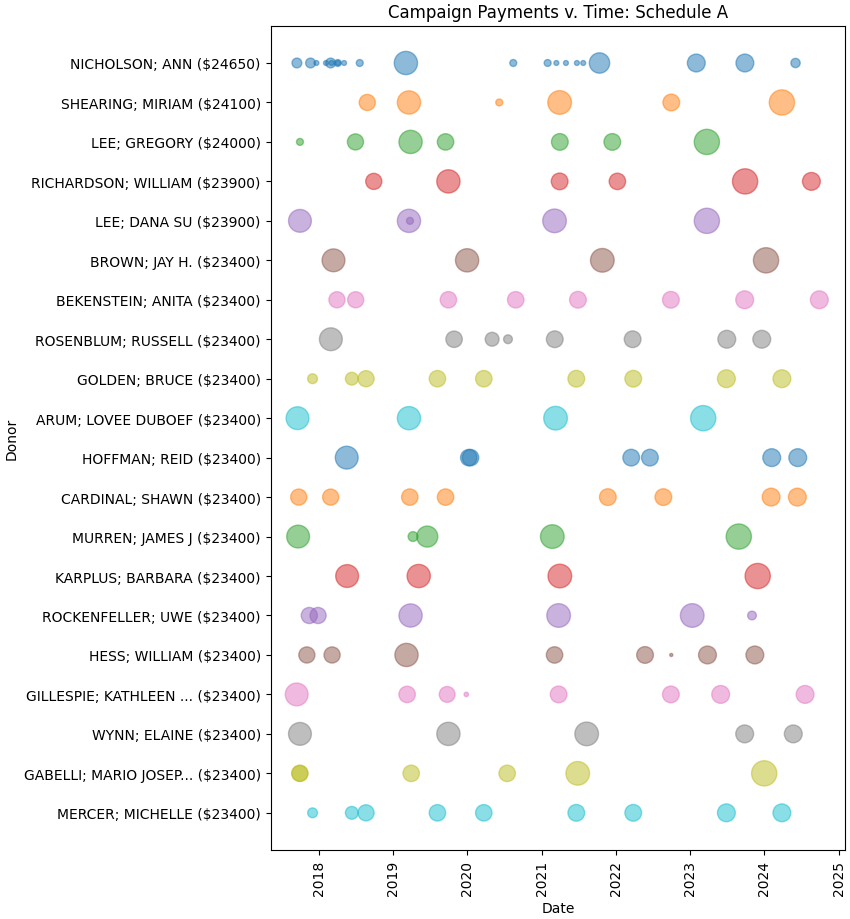 Campaign Payments v. Time: Schedule A
NICHOLSON; ANN ($24650)
SHEARING; MIRIAM ($24100)
LEE; GREGORY ($24000)
RICHARDSON; WILLIAM ($23900)
LEE; DANA SU ($23900)
BROWN; JAY H. ($23400)
BEKENSTEIN; ANITA ($23400)
ROSENBLUM; RUSSELL ($23400)
GOLDEN; BRUCE ($23400)
ARUM; LOVEE DUBOEF ($23400)
HOFFMAN; REID ($23400)
CARDINAL; SHAWN ($23400)
MURREN; JAMES J ($23400)
KARPLUS; BARBARA ($23400)
ROCKENFELLER; UWE ($23400)
HESS; WILLIAM ($23400)
GILLESPIE; KATHLEEN ... ($23400)
WYNN; ELAINE ($23400)
GABELLI; MARIO JOSEP... ($23400)
MERCER; MICHELLE ($23400)
Donor
2018
2019
2020
2021
2022
2023
2024
2025
Date